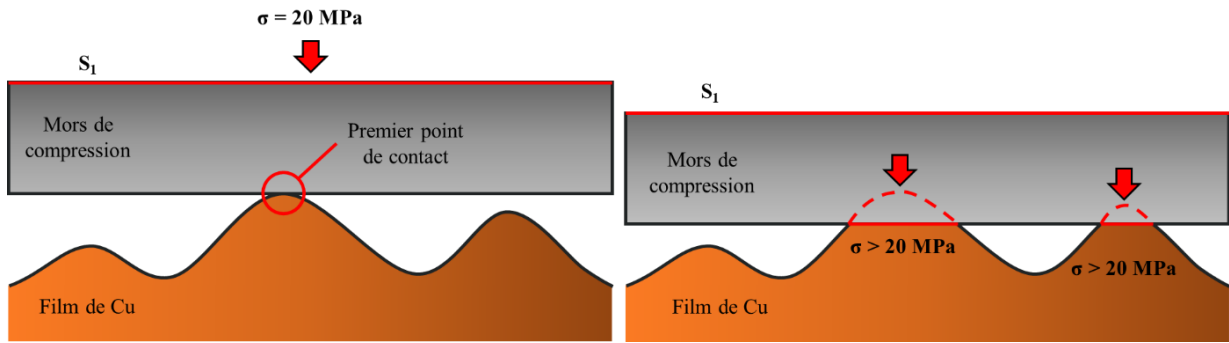 σ = 20 MPa
S₁
Mors de
compression
Premier point
de contact
Film de Cu
S₁
Mors de
compression
σ > 20 MPa
σ > 20 MPa
Film de Cu